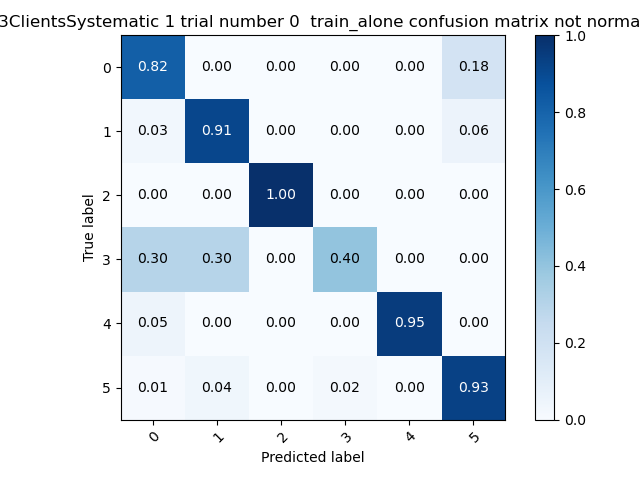 3ClientsSystematic 1 trial number 0 train_alone confusion matrix not norma
True label
0 0.82 0.00 0.00 0.00 0.00 0.18
1 0.03 0.91 0.00 0.00 0.00 0.06
2 0.00 0.00 1.00 0.00 0.00 0.00
3 0.30 0.30 0.00 0.40 0.00 0.00
4 0.05 0.00 0.00 0.00 0.95 0.00
5 0.01 0.04 0.00 0.02 0.00 0.93
0 1 2 3 4 5
Predicted label
1.0
0.8
0.6
0.4
0.2
0.0